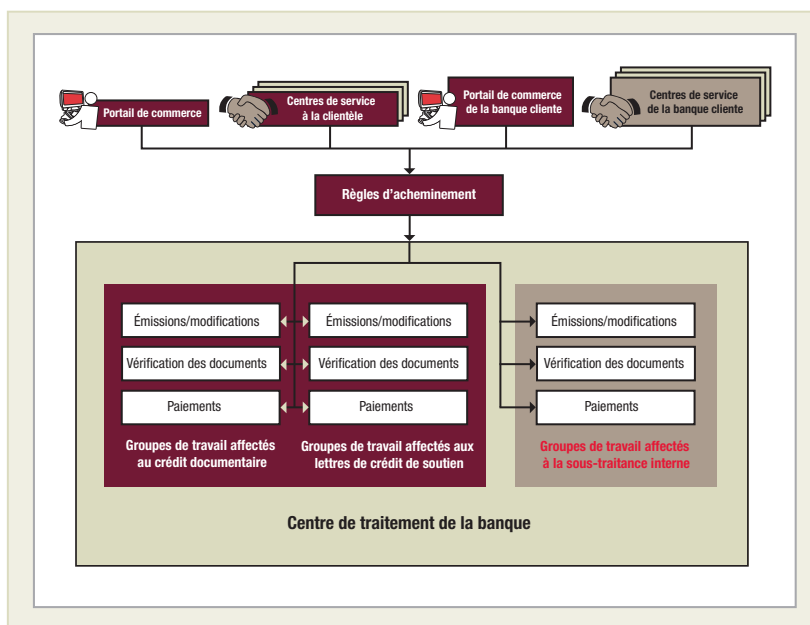 Portail de commerce
Centres de service
à la clientèle
Portail de commerce
de la banque cliente
Centres de service
de la banque cliente
Règles d'acheminement
Émissions/modifications
Vérification des documents
Paiements
Groupes de travail affectés
au crédit documentaire
Émissions/modifications
Vérification des documents
Paiements
Groupes de travail affectés aux
lettres de crédit de soutien
Émissions/modifications
Vérification des documents
Paiements
Groupes de travail affectés
à la sous-traitance interne
Centre de traitement de la banque